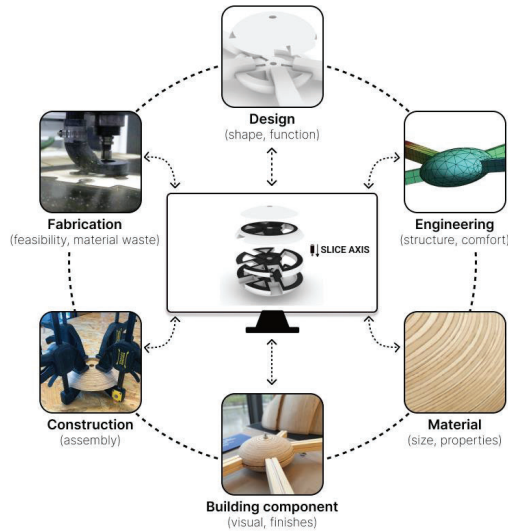 Design
(shape, function)
Fabrication
(feasibility, material waste)
Engineering
(structure, comfort)
SLICE AXIS
Construction
(assembly)
Material
(size, properties)
Building component
(visual, finishes)